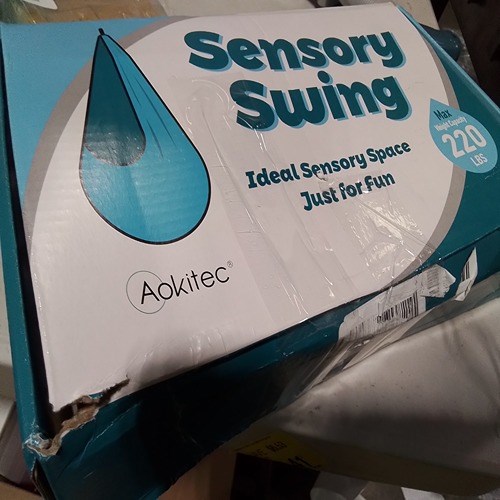 Sensory
Swing
Ideal Sensory Space
Just for Fun
Max
Weight Capacity
220
LBS
Aokitec®